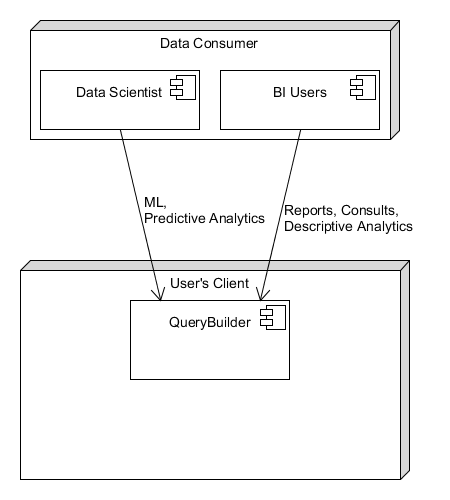 Data Consumer
Data Scientist
BI Users
ML,
Predictive Analytics
Reports, Consults,
Descriptive Analytics
User's Client
QueryBuilder